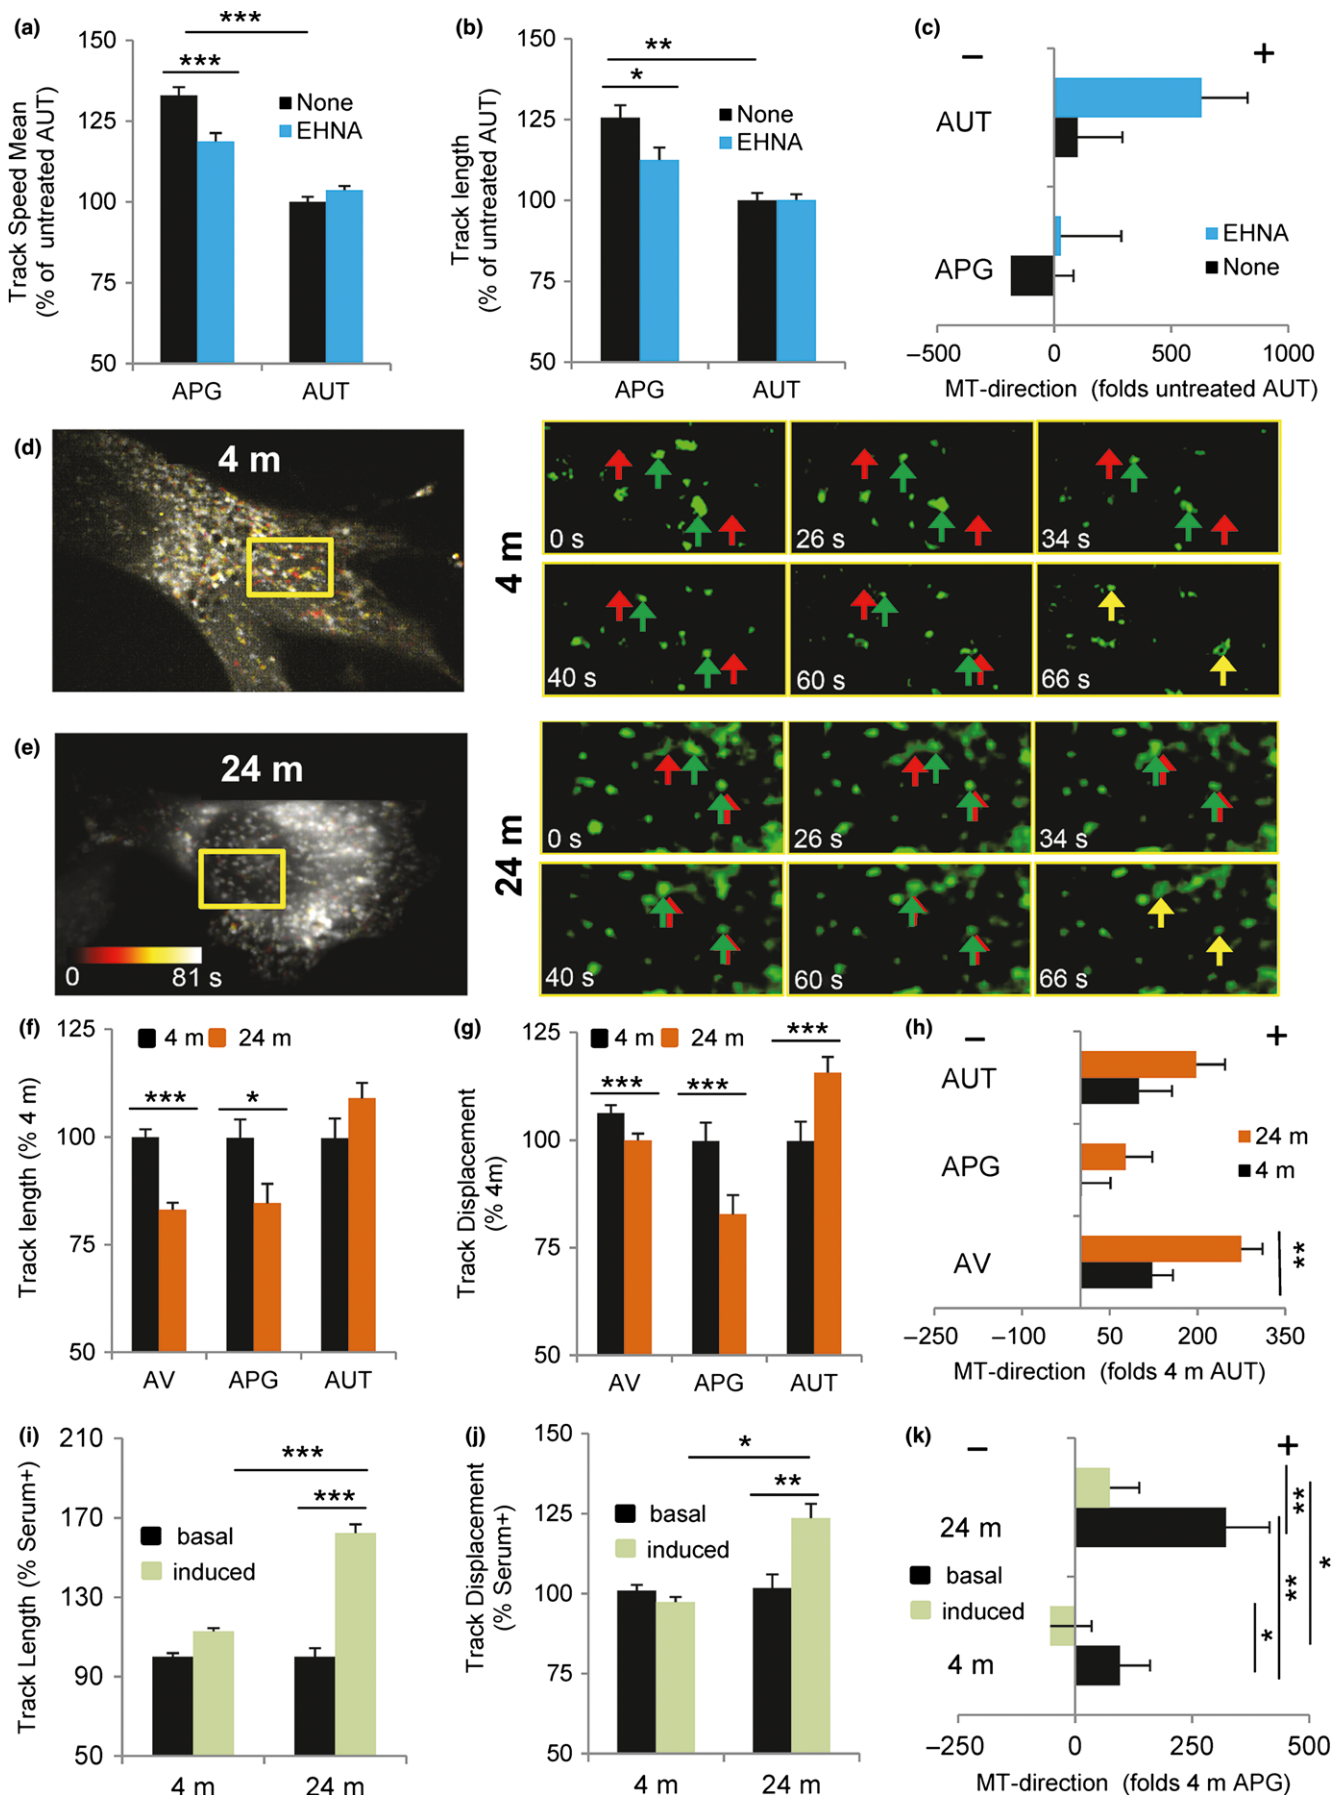 (a)
***
***
150
125
100
75
50
Track Speed Mean
(% of untreated AUT)
None
EHNA
APG
AUT
(b)
**
*
150
125
100
75
50
Track length
(% of untreated AUT)
None
EHNA
APG
AUT
(c)
−
+
AUT
APG
EHNA
None
−500
0
500
1000
MT-direction (folds untreated AUT)
(d)
4 m
4 m
0 s
26 s
34 s
40 s
60 s
66 s
(e)
24 m
0
81 s
24 m
0 s
26 s
34 s
40 s
60 s
66 s
(f)
125
100
75
50
Track length (% 4 m)
4 m
24 m
***
*
AV
APG
AUT
(g)
125
100
75
50
Track Displacement
(% 4m)
4 m
24 m
***
***
***
AV
APG
AUT
(h)
−
+
AUT
APG
AV
24 m
4 m
**
−250
−100
50
200
350
MT-direction (folds 4 m AUT)
(i)
210
170
130
90
50
Track Length (% Serum+)
***
***
basal
induced
4 m
24 m
(j)
150
125
100
75
50
Track Displacement
(% Serum+)
*
**
basal
induced
4 m
24 m
(k)
−
+
24 m
basal
induced
4 m
**
**
*
*
−250
0
250
500
MT-direction (folds 4 m APG)